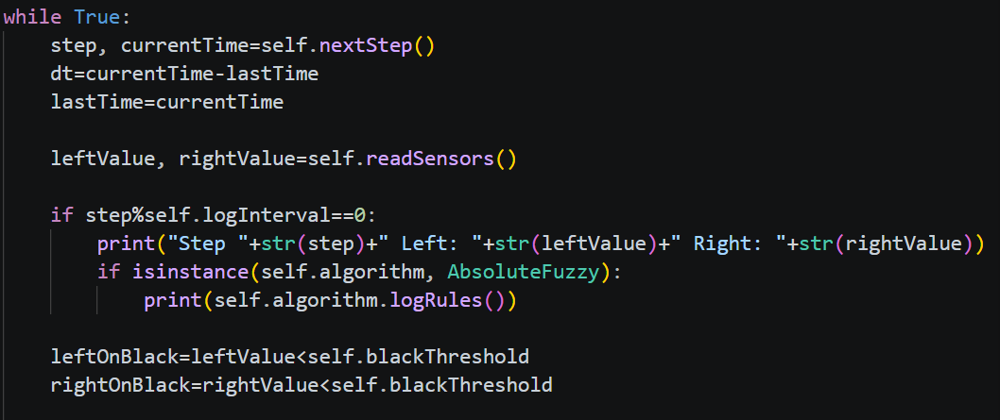 while True:
    step, currentTime=self.nextStep()
    dt=currentTime-lastTime
    lastTime=currentTime

    leftValue, rightValue=self.readSensors()

    if step%self.logInterval==0:
        print("Step "+str(step)+" Left: "+str(leftValue)+" Right: "+str(rightValue))
        if isinstance(self.algorithm, AbsoluteFuzzy):
            print(self.algorithm.logRules())

    leftOnBlack=leftValue<self.blackThreshold
    rightOnBlack=rightValue<self.blackThreshold